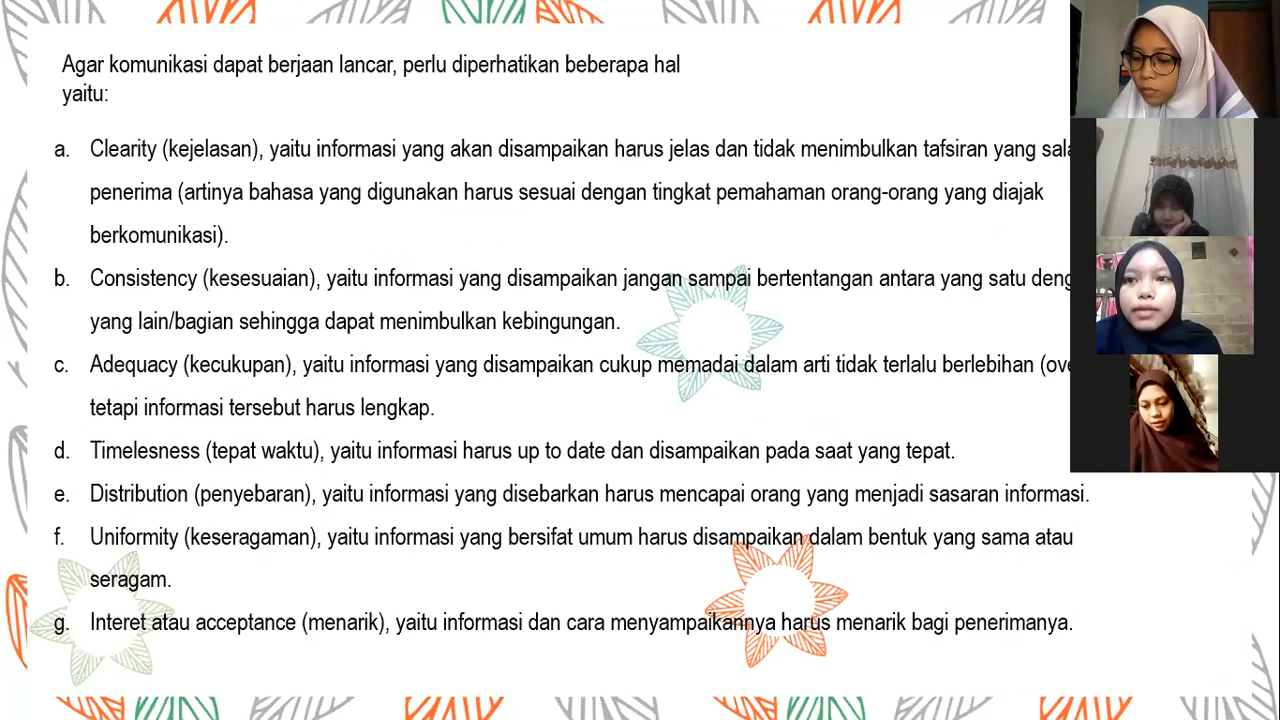 Agar komunikasi dapat berjaan lancar, perlu diperhatikan beberapa hal
yaitu:
a. Clearity (kejelasan), yaitu informasi yang akan disampaikan harus jelas dan tidak menimbulkan tafsiran yang
penerima (artinya bahasa yang digunakan harus sesuai dengan tingkat pemahaman orang-orang yang diajak
berkomunikasi).
b. Consistency (kesesuaian), yaitu informasi yang disampaikan jangan sampai bertentangan antara yang satu
yang lain/bagian sehingga dapat menimbulkan kebingungan.
c. Adequacy (kecukupan), yaitu informasi yang disampaikan cukup memadai dalam arti tidak terlalu berlebihan
tetapi informasi tersebut harus lengkap.
d. Timelesness (tepat waktu), yaitu informasi harus up to date dan disampaikan pada saat yang tepat.
e. Distribution (penyebaran), yaitu informasi yang disebarkan harus mencapai orang yang menjadi sasaran informasi.
f. Uniformity (keseragaman), yaitu informasi yang bersifat umum harus disampaikan dalam bentuk yang sama atau
seragam.
g. Interet atau acceptance (menarik), yaitu informasi dan cara menyampaikannya harus menarik bagi penerimanya.